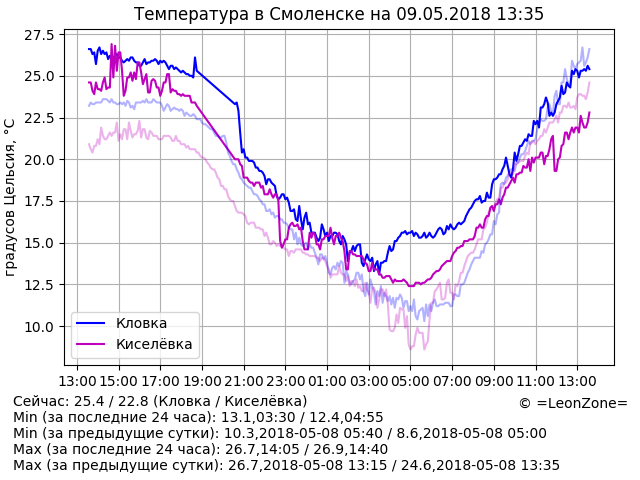 Температура в Смоленске на 09.05.2018 13:35
27.5
25.0
22.5
20.0
17.5
15.0
12.5
10.0
градусов Цельсия, °C
Кловка
Киселёвка
13:00 15:00 17:00 19:00 21:00 23:00 01:00 03:00 05:00 07:00 09:00 11:00 13:00
Сейчас: 25.4 / 22.8 (Кловка / Киселёвка)
© =LeonZone=
Min (за последние 24 часа): 13.1,03:30 / 12.4,04:55
Min (за предыдущие сутки): 10.3,2018-05-08 05:40 / 8.6,2018-05-08 05:00
Max (за последние 24 часа): 26.7,14:05 / 26.9,14:40
Max (за предыдущие сутки): 26.7,2018-05-08 13:15 / 24.6,2018-05-08 13:35